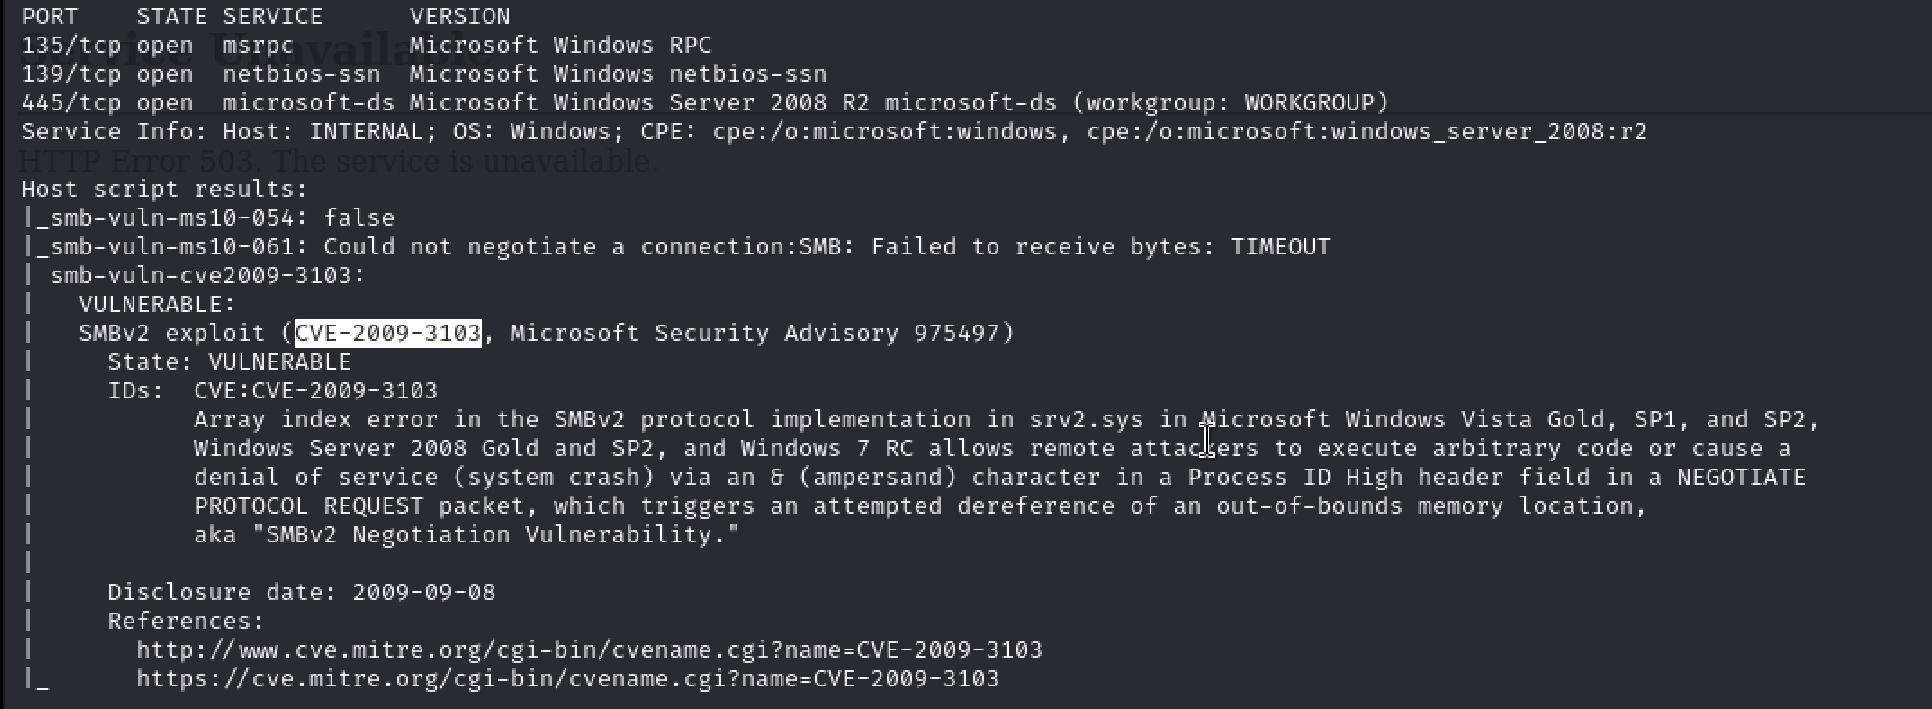 PORT    STATE SERVICE      VERSION
Service Unavailable
135/tcp open  msrpc        Microsoft Windows RPC
139/tcp open  netbios-ssn  Microsoft Windows netbios-ssn
445/tcp open  microsoft-ds Microsoft Windows Server 2008 R2 microsoft-ds (workgroup: WORKGROUP)
Service Info: Host: INTERNAL; OS: Windows; CPE: cpe:/o:microsoft:windows, cpe:/o:microsoft:windows_server_2008:r2
HTTP Error 503. The service is unavailable.
Host script results:
|_smb-vuln-ms10-054: false
|_smb-vuln-ms10-061: Could not negotiate a connection:SMB: Failed to receive bytes: TIMEOUT
| smb-vuln-cve2009-3103:
|   VULNERABLE:
|   SMBv2 exploit (CVE-2009-3103, Microsoft Security Advisory 975497)
|     State: VULNERABLE
|     IDs:  CVE:CVE-2009-3103
|           Array index error in the SMBv2 protocol implementation in srv2.sys in Microsoft Windows Vista Gold, SP1, and SP2,
|           Windows Server 2008 Gold and SP2, and Windows 7 RC allows remote attackers to execute arbitrary code or cause a
|           denial of service (system crash) via an & (ampersand) character in a Process ID High header field in a NEGOTIATE
|           PROTOCOL REQUEST packet, which triggers an attempted dereference of an out-of-bounds memory location,
|           aka "SMBv2 Negotiation Vulnerability."
|
|     Disclosure date: 2009-09-08
|     References:
|       http://www.cve.mitre.org/cgi-bin/cvename.cgi?name=CVE-2009-3103
|_      https://cve.mitre.org/cgi-bin/cvename.cgi?name=CVE-2009-3103